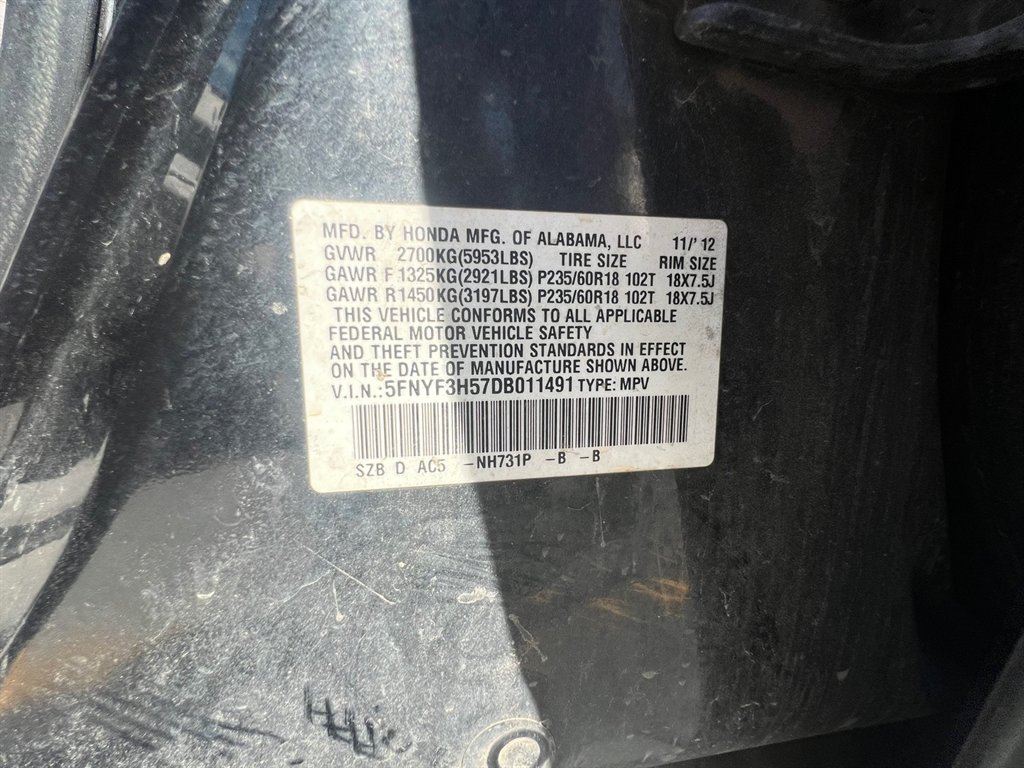 MFD. BY HONDA MFG. OF ALABAMA, LLC 11/'12
GVWR 2700KG(5953LBS) TIRE SIZE RIM SIZE
GAWR F1325KG(2921LBS) P235/60R18 102T 18X7.5J
GAWR R1450KG(3197LBS) P235/60R18 102T 18X7.5J
THIS VEHICLE CONFORMS TO ALL APPLICABLE
FEDERAL MOTOR VEHICLE SAFETY
AND THEFT PREVENTION STANDARDS IN EFFECT
ON THE DATE OF MANUFACTURE SHOWN ABOVE.
V.I.N.:5FNYF3H57DB011491 TYPE: MPV
SZB D AC5 -NH731P -B -B